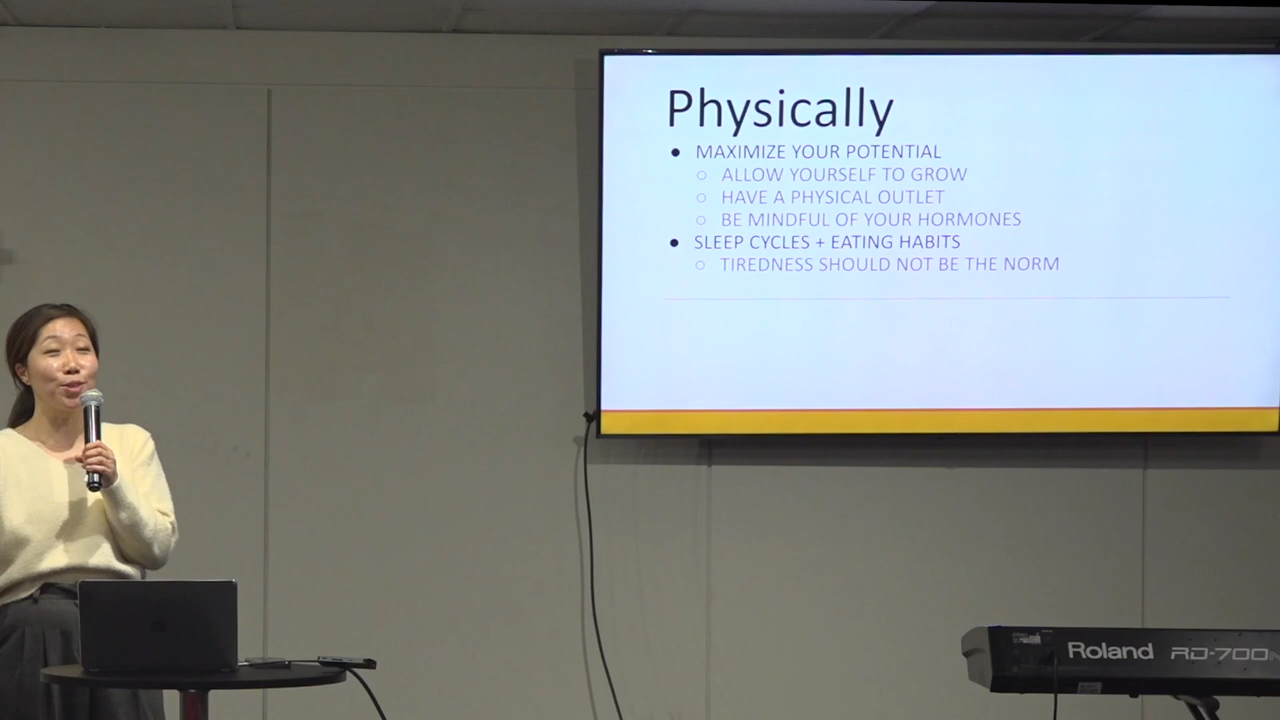 Physically
● MAXIMIZE YOUR POTENTIAL
○ ALLOW YOURSELF TO GROW
○ HAVE A PHYSICAL OUTLET
○ BE MINDFUL OF YOUR HORMONES
● SLEEP CYCLES + EATING HABITS
○ TIREDNESS SHOULD NOT BE THE NORM
Roland RD-700